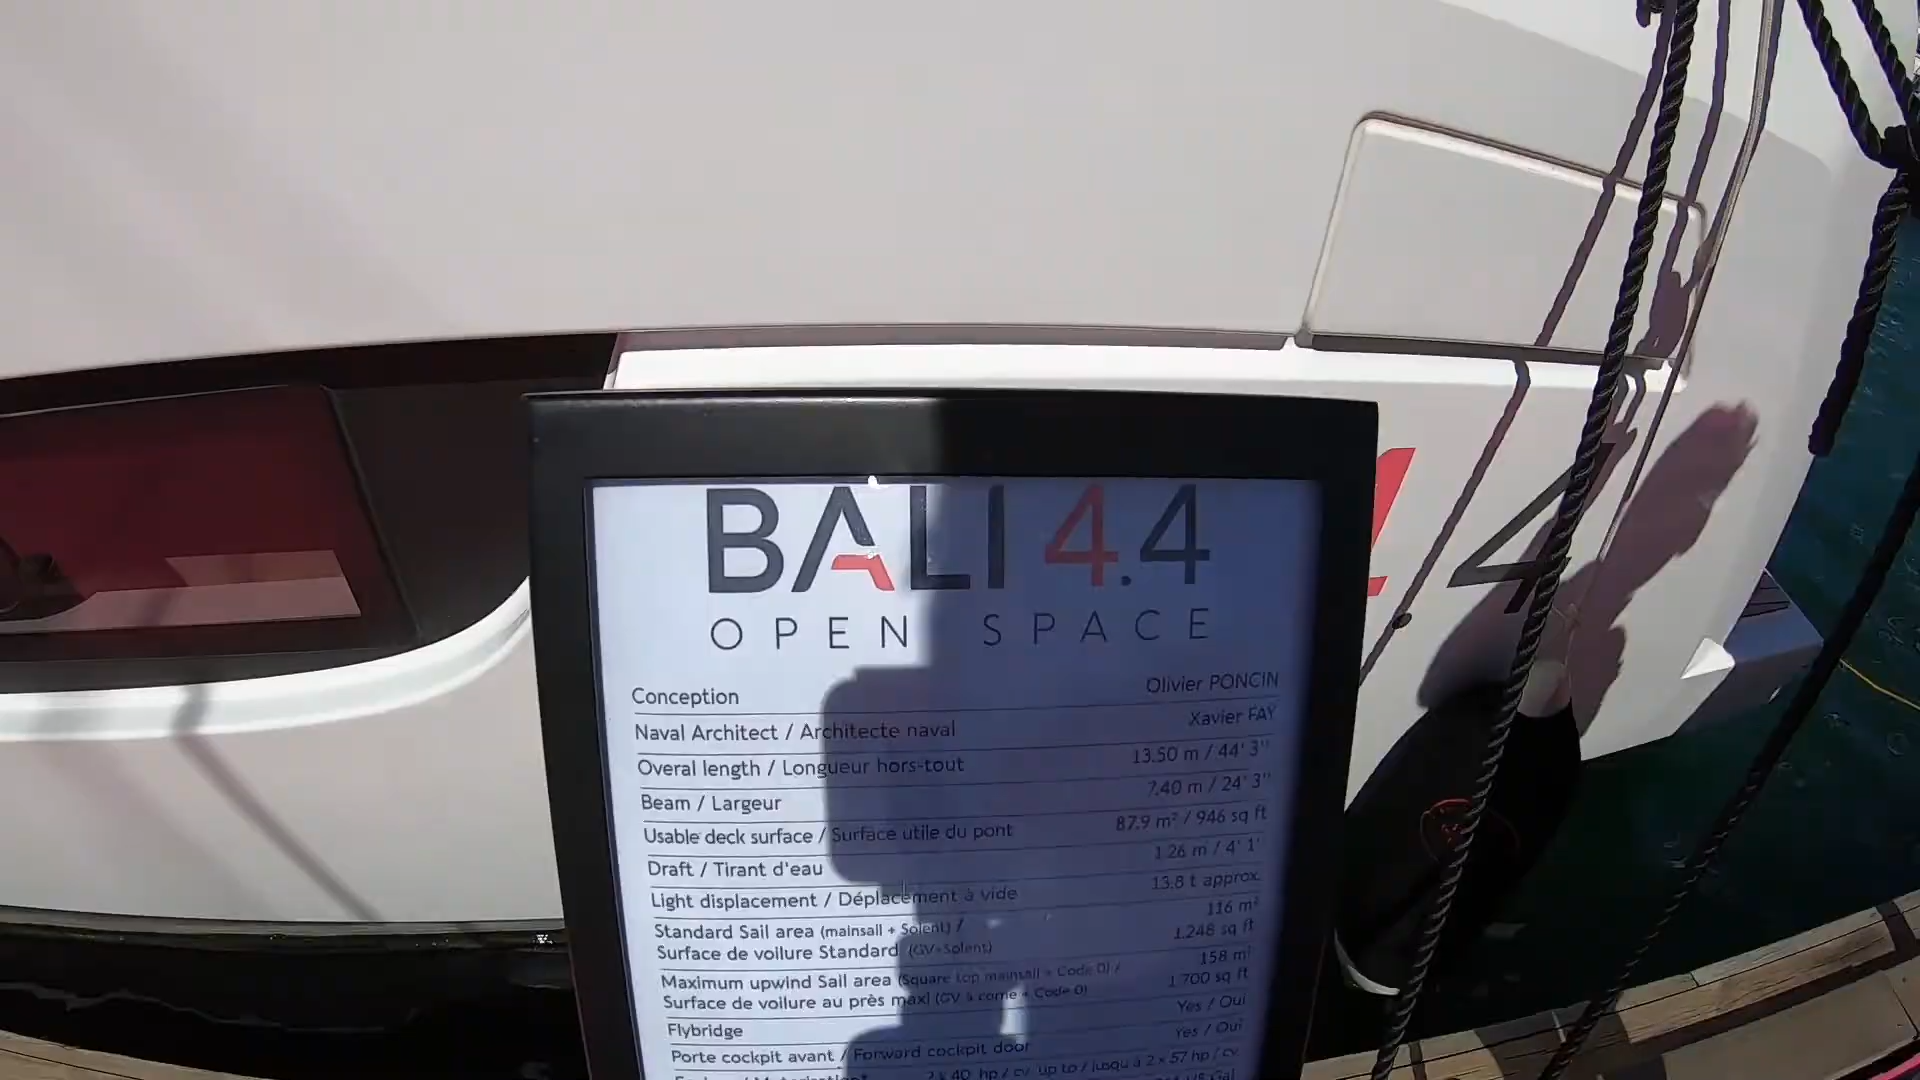 BALI 4.4
OPEN SPACE
Conception Olivier PONCIN
Naval Architect / Architecte naval Xavier FAY
Overal length / Longueur hors-tout 13.50 m / 44' 3"
Beam / Largeur 7.40 m / 24' 3"
Usable deck surface / Surface utile du pont 87.9 m² / 946 sq ft
Draft / Tirant d'eau 1.26 m / 4' 1"
Light displacement / Déplacement à vide 13.8 t approx.
Standard Sail area (mainsail + Solent) / 116 m²
Surface de voilure Standard (GV+Solent) 1.248 sq ft
Maximum upwind Sail area (Square top mainsail + Code 0) / 158 m²
Surface de voilure au près maxi (GV à corne + Code 0) 1 700 sq ft
Flybridge Yes / Oui
Porte cockpit avant / Forward cockpit door Yes / Oui
2 x 40 hp / cv up to / jusqu'à 2 x 57 hp / cv
4